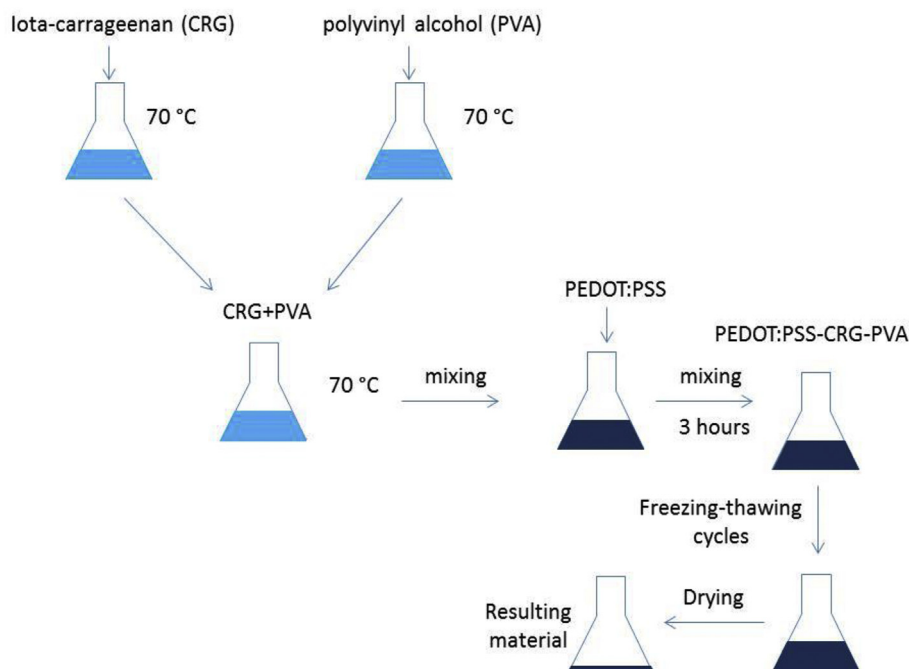 Iota-carrageenan (CRG)
polyvinyl alcohol (PVA)
70 °C
70 °C
CRG+PVA
70 °C
mixing
PEDOT:PSS
mixing
3 hours
PEDOT:PSS-CRG-PVA
Freezing-thawing
cycles
Drying
Resulting
material